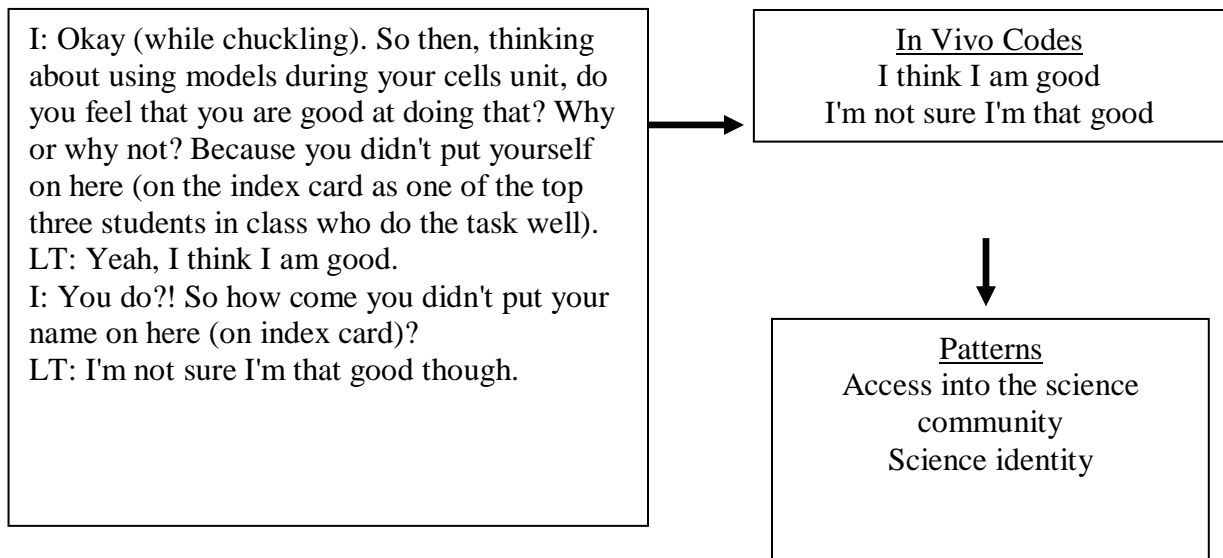 I: Okay (while chuckling). So then, thinking
about using models during your cells unit, do
you feel that you are good at doing that? Why
or why not? Because you didn't put yourself
on here (on the index card as one of the top
three students in class who do the task well).
LT: Yeah, I think I am good.
I: You do?! So how come you didn't put your
name on here (on index card)?
LT: I'm not sure I'm that good though.
In Vivo Codes
I think I am good
I'm not sure I'm that good
Patterns
Access into the science
community
Science identity